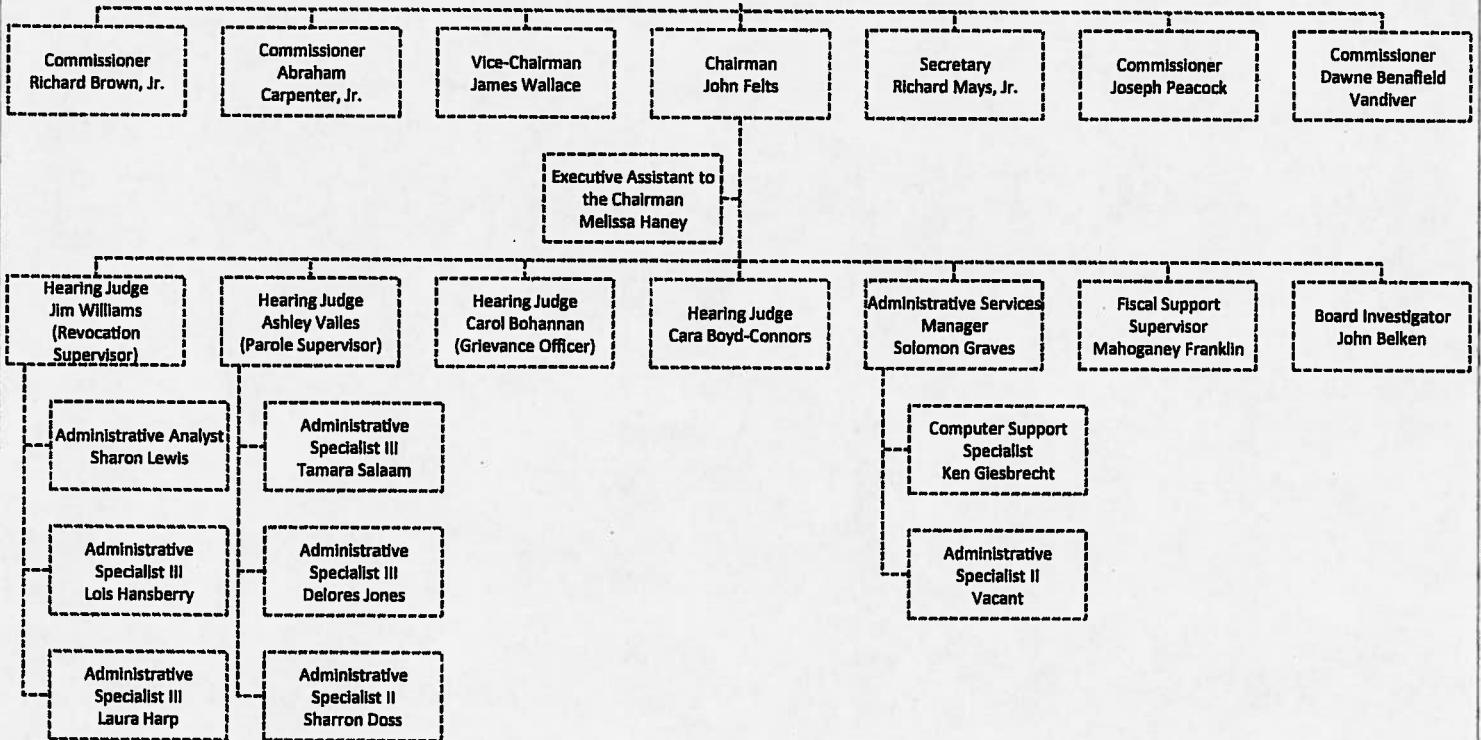 Commissioner
Richard Brown, Jr.
Commissioner
Abraham
Carpenter, Jr.
Vice-Chairman
James Wallace
Chairman
John Felts
Secretary
Richard Mays, Jr.
Commissioner
Joseph Peacock
Commissioner
Dawne Benafield
Vandiver
Executive Assistant to
the Chairman
Melissa Haney
Hearing Judge
Jim Williams
(Revocation
Supervisor)
Hearing Judge
Ashley Vailes
(Parole Supervisor)
Hearing Judge
Carol Bohannan
(Grievance Officer)
Hearing Judge
Cara Boyd-Connors
Administrative Services
Manager
Solomon Graves
Fiscal Support
Supervisor
Mahoganey Franklin
Board Investigator
John Belken
Administrative Analyst
Sharon Lewis
Administrative
Specialist III
Lois Hansberry
Administrative
Specialist III
Laura Harp
Administrative
Specialist III
Tamara Salaam
Administrative
Specialist III
Delores Jones
Administrative
Specialist II
Sharron Doss
Computer Support
Specialist
Ken Giesbrecht
Administrative
Specialist II
Vacant